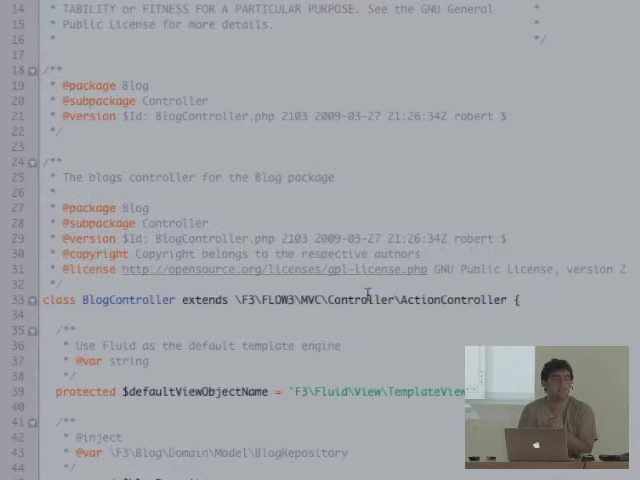 14 * TABILITY or FITNESS FOR A PARTICULAR PURPOSE. See the GNU General *
15 * Public License for more details. *
16 * */
17
18 /**
19 * @package Blog
20 * @subpackage Controller
21 * @version $Id: BlogController.php 2103 2009-03-27 21:26:34Z robert $
22 */
23
24 /**
25 * The blogs controller for the Blog package
26 *
27 * @package Blog
28 * @subpackage Controller
29 * @version $Id: BlogController.php 2103 2009-03-27 21:26:34Z robert $
30 * @copyright Copyright belongs to the respective authors
31 * @license http://opensource.org/licenses/gpl-license.php GNU Public License, version 2
32 */
33 class BlogController extends \F3\FLOW3\MVC\Controller\ActionController {
34
35 /**
36 * Use Fluid as the default template engine
37 * @var string
38 */
39 protected $defaultViewObjectName = 'F3\Fluid\View\TemplateView
40
41 /**
42 * @inject
43 * @var \F3\Blog\Domain\Model\BlogRepository
44 */